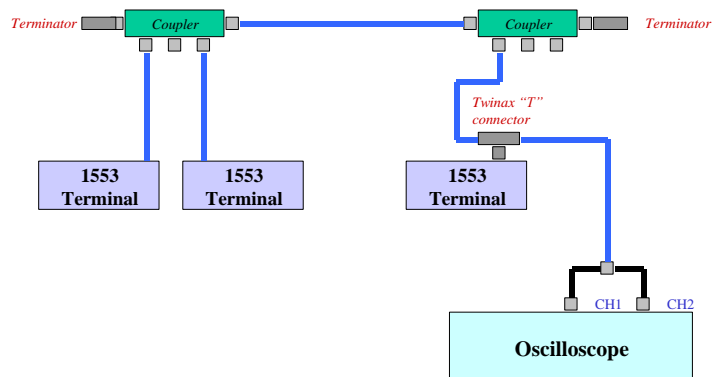 Terminator
Coupler
Coupler
Terminator
Twinax “T”
connector
1553
Terminal
1553
Terminal
1553
Terminal
CH1
CH2
Oscilloscope